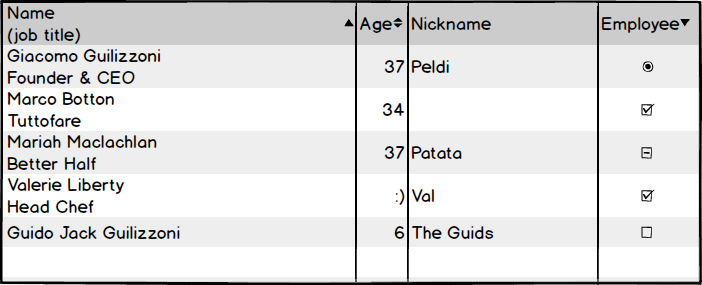 Name
(job title)
Age
Nickname
Employee
Giacomo Guilizzoni
Founder & CEO
37
Peldi
Marco Botton
Tuttofare
34
Mariah Maclachlan
Better Half
37
Patata
Valerie Liberty
Head Chef
:)
Val
Guido Jack Guilizzoni
6
The Guids